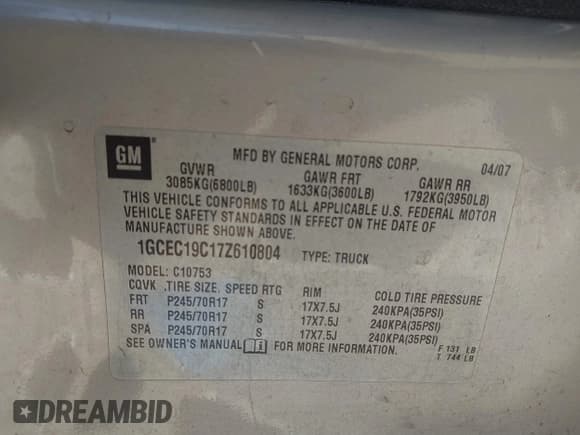 GM
MFD BY GENERAL MOTORS CORP. 04/07
GVWR GAWR FRT GAWR RR
3085KG(6800LB) 1633KG(3600LB) 1792KG(3950LB)
THIS VEHICLE CONFORMS TO ALL APPLICABLE U.S. FEDERAL MOTOR
VEHICLE SAFETY STANDARDS IN EFFECT ON THE DATE OF
MANUFACTURE SHOWN ABOVE.
1GCEC19C17Z610804 TYPE: TRUCK
MODEL: C10753
CQVK TIRE SIZE SPEED RTG RIM COLD TIRE PRESSURE
FRT P245/70R17 S 17X7.5J 240KPA(35PSI)
RR P245/70R17 S 17X7.5J 240KPA(35PSI)
SPA P245/70R17 S 17X7.5J 240KPA(35PSI)
SEE OWNER'S MANUAL FOR MORE INFORMATION. F 131 LB
T 744 LB
DREAMBID